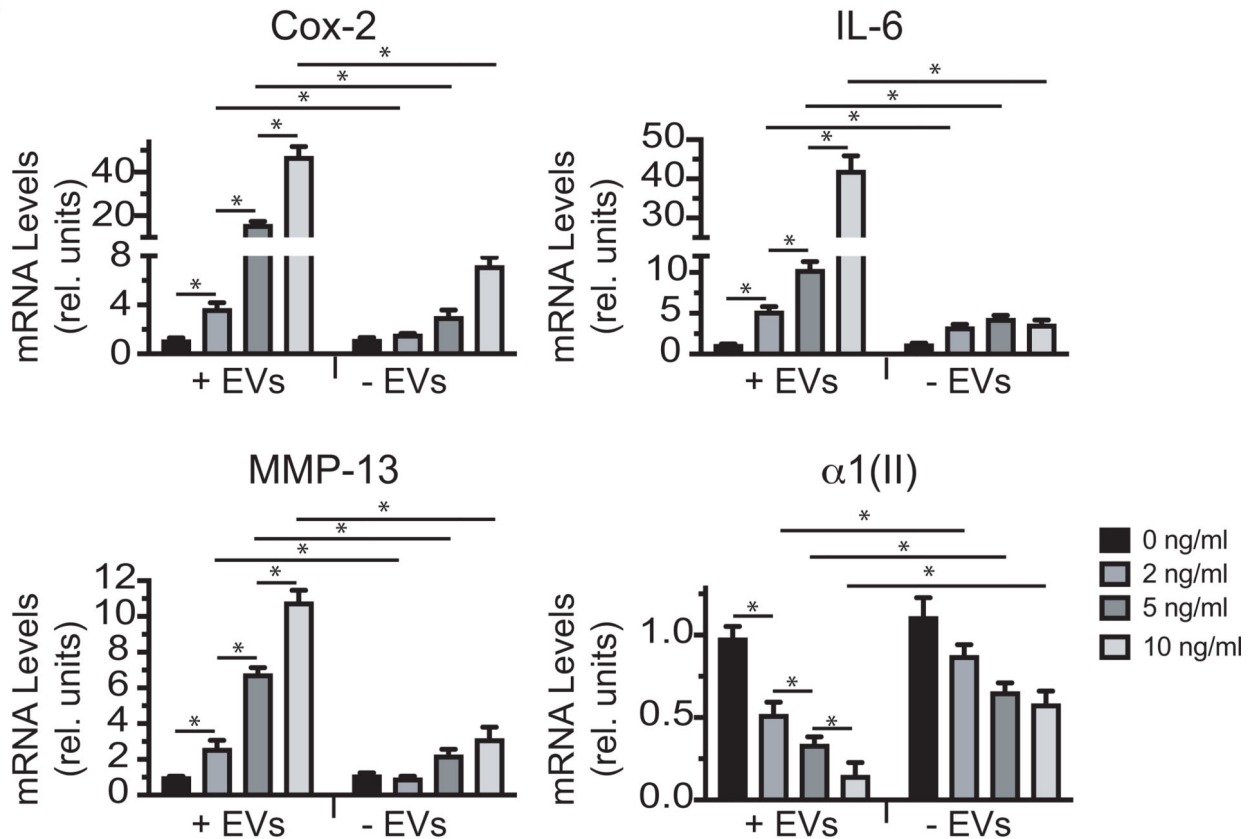 Cox-2
*
*
*
*
*
*
mRNA Levels
(rel. units)
40
20
8
4
0
+ EVs
- EVs
IL-6
*
*
*
*
*
*
mRNA Levels
(rel. units)
50
40
30
10
5
0
+ EVs
- EVs
MMP-13
*
*
*
*
*
*
mRNA Levels
(rel. units)
12
10
8
6
4
2
0
+ EVs
- EVs
α1(II)
*
*
*
*
*
*
mRNA Levels
(rel. units)
1.0
0.5
0.0
+ EVs
- EVs
0 ng/ml
2 ng/ml
5 ng/ml
10 ng/ml